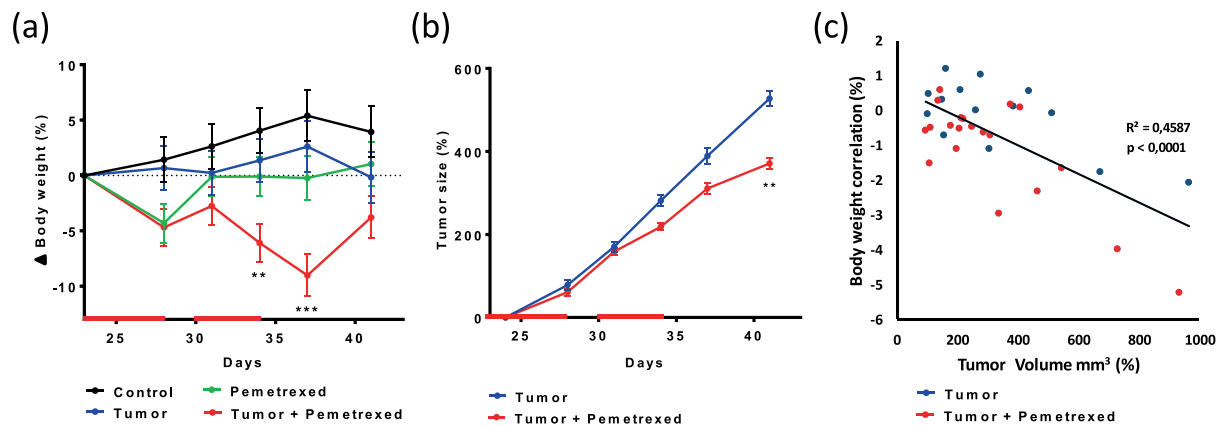 (a)
10
5
0
-5
-10
▲ Body weight (%)
**
***
25
30
35
40
Days
Control
Tumor
Pemetrexed
Tumor + Pemetrexed
(b)
600
400
200
0
Tumor size (%)
**
25
30
35
40
Days
Tumor
Tumor + Pemetrexed
(c)
2
1
0
-1
-2
-3
-4
-5
-6
Body weight correlation (%)
R² = 0,4587
p < 0,0001
0
200
400
600
800
1000
Tumor Volume mm³ (%)
Tumor
Tumor + Pemetrexed